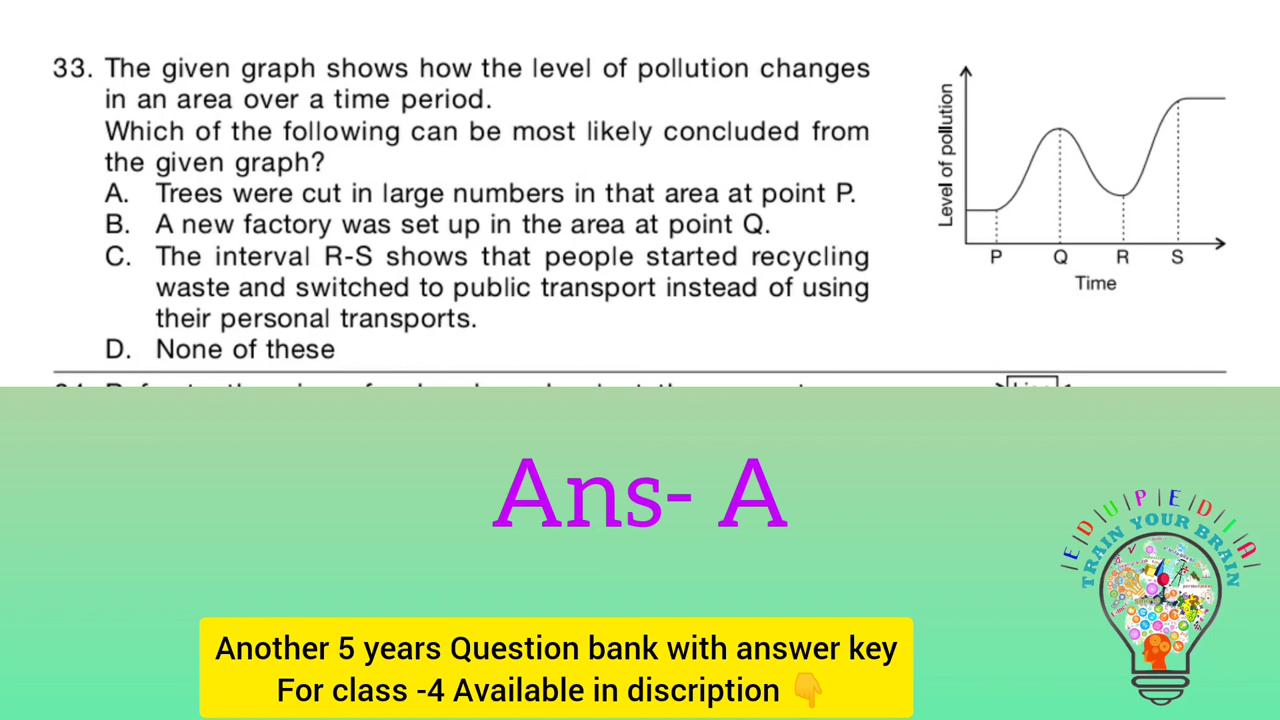 33. The given graph shows how the level of pollution changes
in an area over a time period.
Which of the following can be most likely concluded from
the given graph?
A. Trees were cut in large numbers in that area at point P.
B. A new factory was set up in the area at point Q.
C. The interval R-S shows that people started recycling
waste and switched to public transport instead of using
their personal transports.
D. None of these
Level of pollution
P Q R S
Time
Ans- A
|E|D|U|P|E|D|I|A|
TRAIN YOUR BRAIN
Another 5 years Question bank with answer key
For class -4 Available in discription 👇